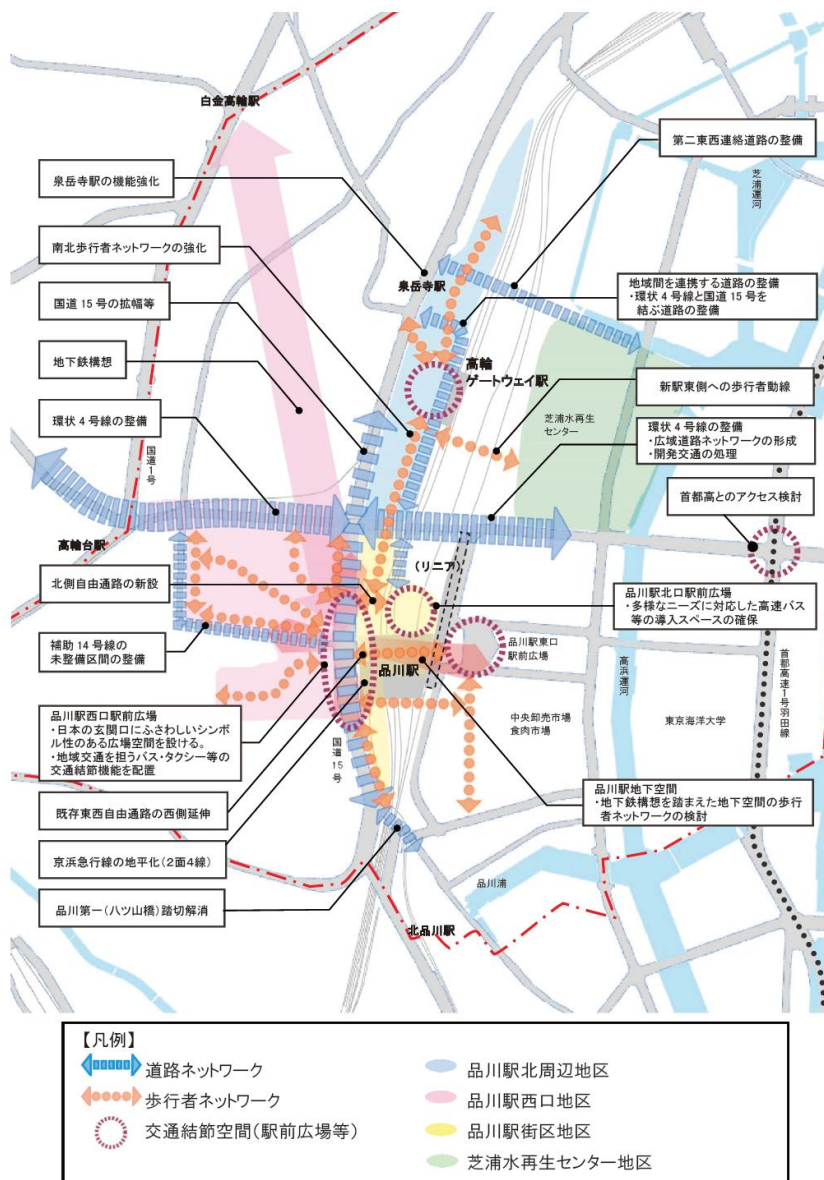 白金高輪駅
第二東西連絡道路の整備
芝浦運河
泉岳寺駅の機能強化
南北歩行者ネットワークの強化
泉岳寺駅
地域間を連携する道路の整備
・環状４号線と国道15号を
結ぶ道路の整備
国道15号の拡幅等
地下鉄構想
高輪
ゲートウェイ駅
新駅東側への歩行者動線
環状４号線の整備
国道1号
芝浦水再生
センター
環状４号線の整備
・広域道路ネットワークの形成
・開発交通の処理
首都高とのアクセス検討
高輪台駅
(リニア)
北側自由通路の新設
品川駅北口駅前広場
・多様なニーズに対応した高速バス
等の導入スペースの確保
補助14号線の
未整備区間の整備
品川駅
品川駅東口
駅前広場
高浜運河
首都高速1号羽田線
品川駅西口駅前広場
・日本の玄関口にふさわしいシンボ
ル性のある広場空間を設ける。
・地域交通を担うバス・タクシー等の
交通結節機能を配置
国道15号
中央卸売市場
食肉市場
東京海洋大学
品川駅地下空間
・地下鉄構想を踏まえた地下空間の歩行
者ネットワークの検討
既存東西自由通路の西側延伸
京浜急行線の地平化(2面4線)
品川第一(八ツ山橋)踏切解消
品川浦
北品川駅
【凡例】
道路ネットワーク
歩行者ネットワーク
交通結節空間(駅前広場等)
品川駅北周辺地区
品川駅西口地区
品川駅街区地区
芝浦水再生センター地区